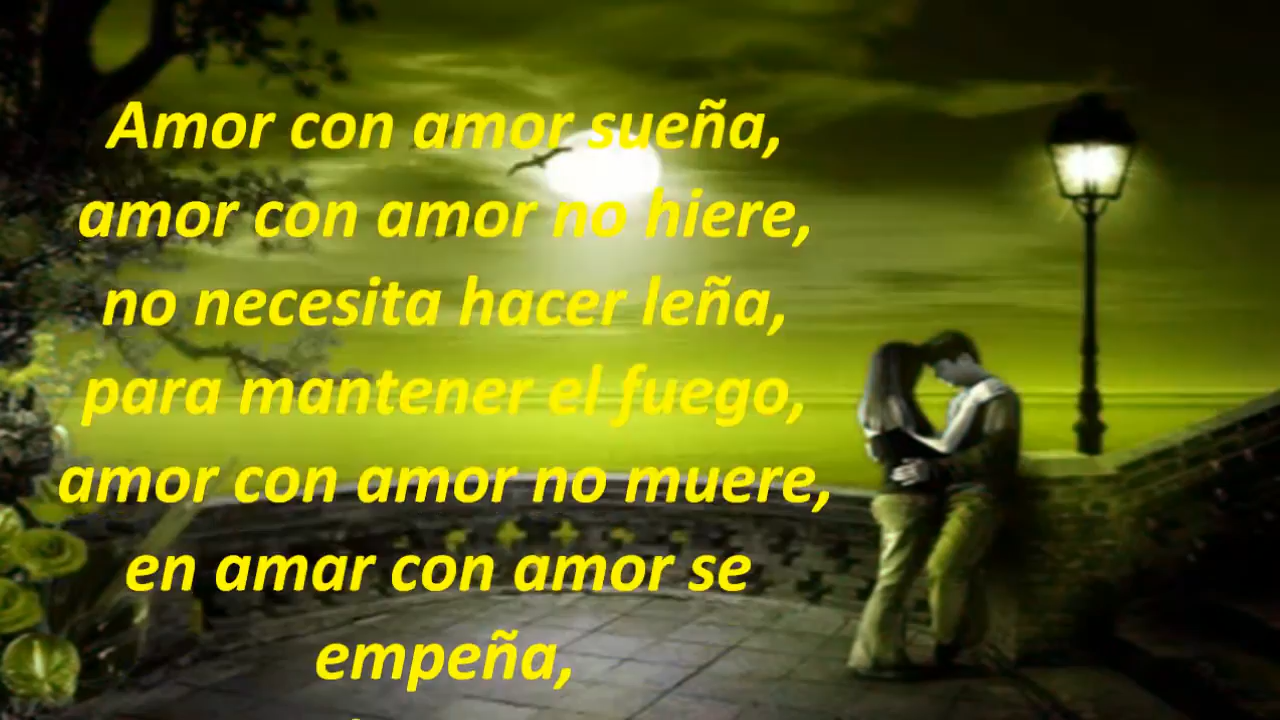 Amor con amor sueña,
amor con amor no hiere,
no necesita hacer leña,
para mantener el fuego,
amor con amor no muere,
en amar con amor se
empeña,